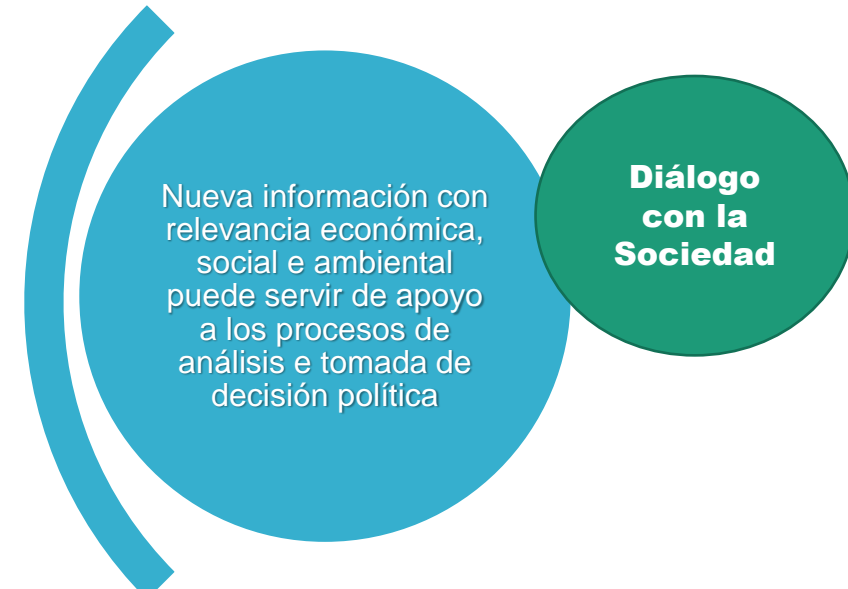 Nueva información con
relevancia económica,
social e ambiental
puede servir de apoyo
a los procesos de
análisis e tomada de
decisión política
Diálogo
con la
Sociedad